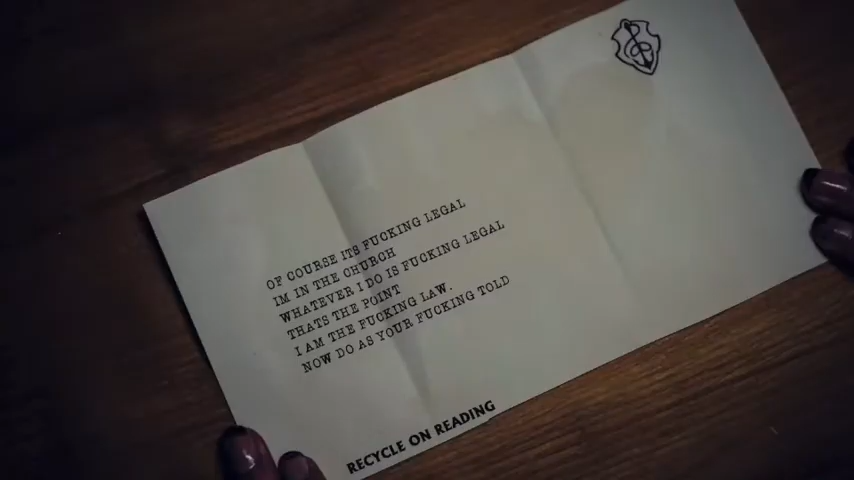 OF COURSE ITS FUCKING LEGAL
IM IN THE CHURCH
WHATEVER I DO IS FUCKING LEGAL
THATS THE POINT
I AM THE FUCKING LAW.
NOW DO AS YOUR FUCKING TOLD
RECYCLE ON READING